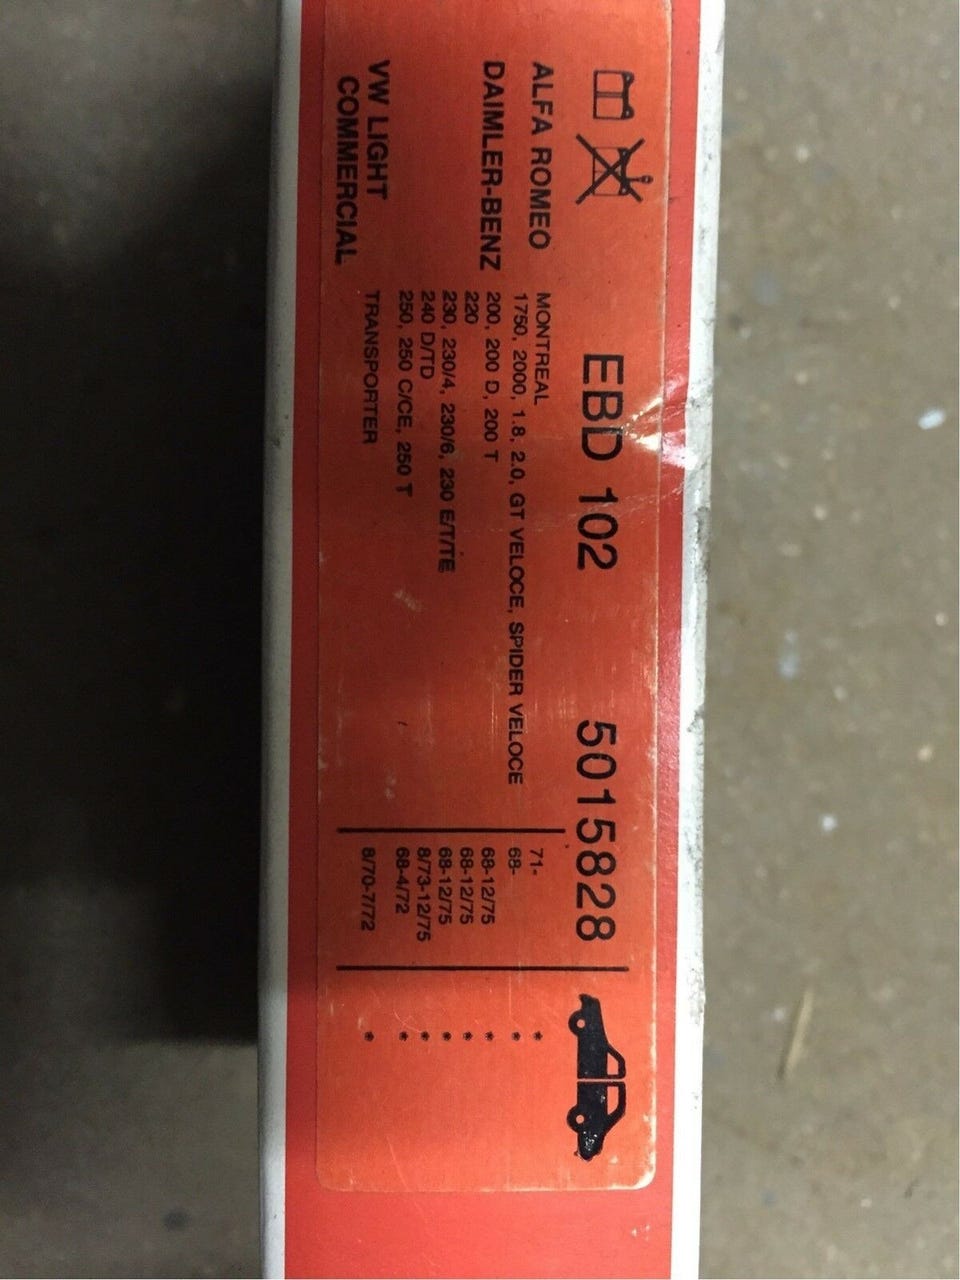 EBD 102 5015828
ALFA ROMEO MONTREAL 71- *
1750, 2000, 1.8, 2.0, GT VELOCE, SPIDER VELOCE 68- *
DAIMLER-BENZ 200, 200 D, 200 T 68-12/75 *
220 68-12/75 *
230, 230/4, 230/6, 230 E/T/TE 68-12/75 *
240 D/TD 8/73-12/75 *
250, 250 C/CE, 250 T 68-4/72 *
VW LIGHT TRANSPORTER 8/70-7/72 *
COMMERCIAL